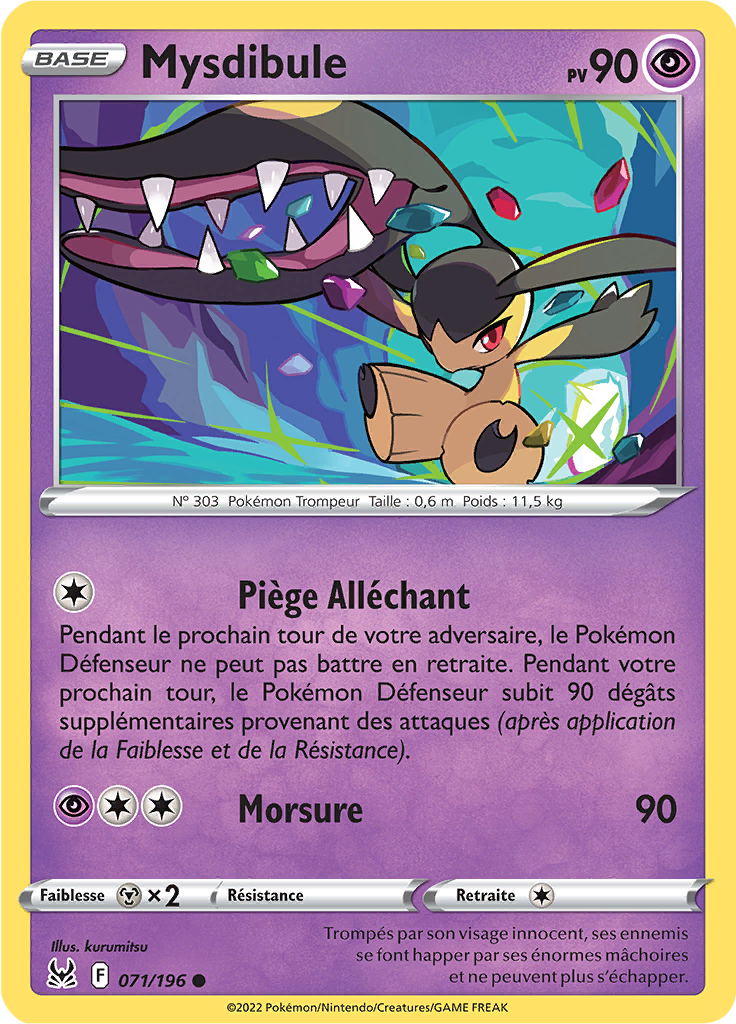 BASE Mysdibule PV 90
N° 303 Pokémon Trompeur Taille : 0,6 m Poids : 11,5 kg
Piège Alléchant
Pendant le prochain tour de votre adversaire, le Pokémon
Défenseur ne peut pas battre en retraite. Pendant votre
prochain tour, le Pokémon Défenseur subit 90 dégâts
supplémentaires provenant des attaques (après application
de la Faiblesse et de la Résistance).
Morsure 90
Faiblesse ×2 Résistance Retraite
Illus. kurumitsu
Trompés par son visage innocent, ses ennemis
se font happer par ses énormes mâchoires
et ne peuvent plus s'échapper.
F 071/196
©2022 Pokémon/Nintendo/Creatures/GAME FREAK